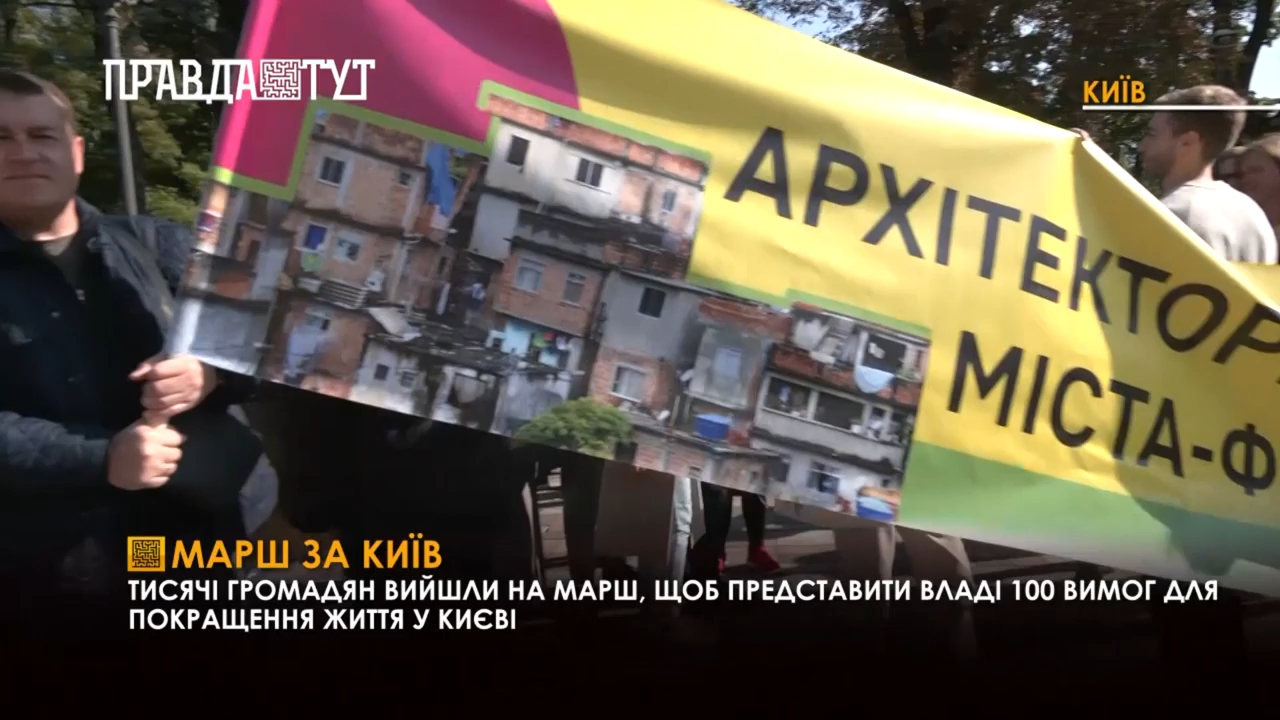 ПРАВДА ТУТ
КИЇВ
АРХІТЕКТОР
МІСТА-Ф
МАРШ ЗА КИЇВ
ТИСЯЧІ ГРОМАДЯН ВИЙШЛИ НА МАРШ, ЩОБ ПРЕДСТАВИТИ ВЛАДІ 100 ВИМОГ ДЛЯ
ПОКРАЩЕННЯ ЖИТТЯ У КИЄВІ